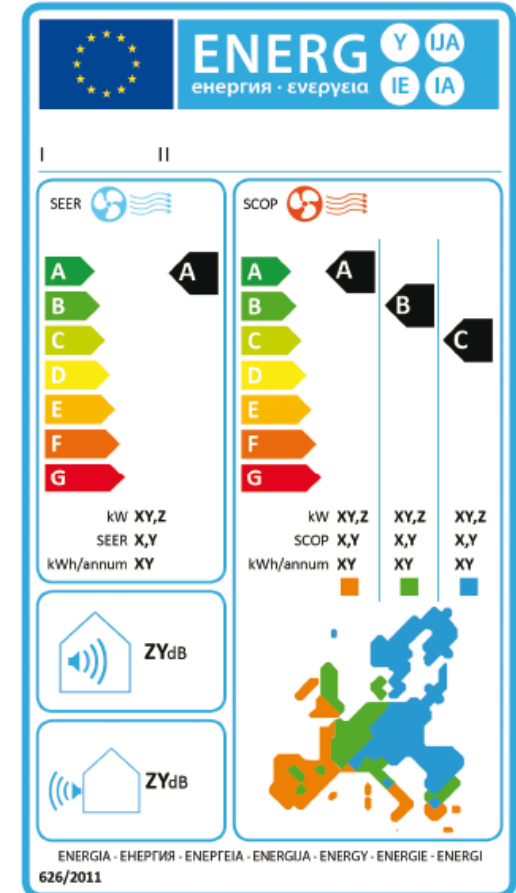 ENERG Y IJA
енергия · ενεργεια IE IA
I II
SEER
A A
B
C
D
E
F
G
kW XY,Z
SEER X,Y
kWh/annum XY
SCOP
A A
B B
C C
D
E
F
G
kW XY,Z XY,Z XY,Z
SCOP X,Y X,Y X,Y
kWh/annum XY XY XY
ZYdB
ZYdB
ENERGIA - ЕНЕРГИЯ - ΕΝΕΡΓΕΙΑ - ENERGIJA - ENERGY - ENERGIE - ENERGI
626/2011